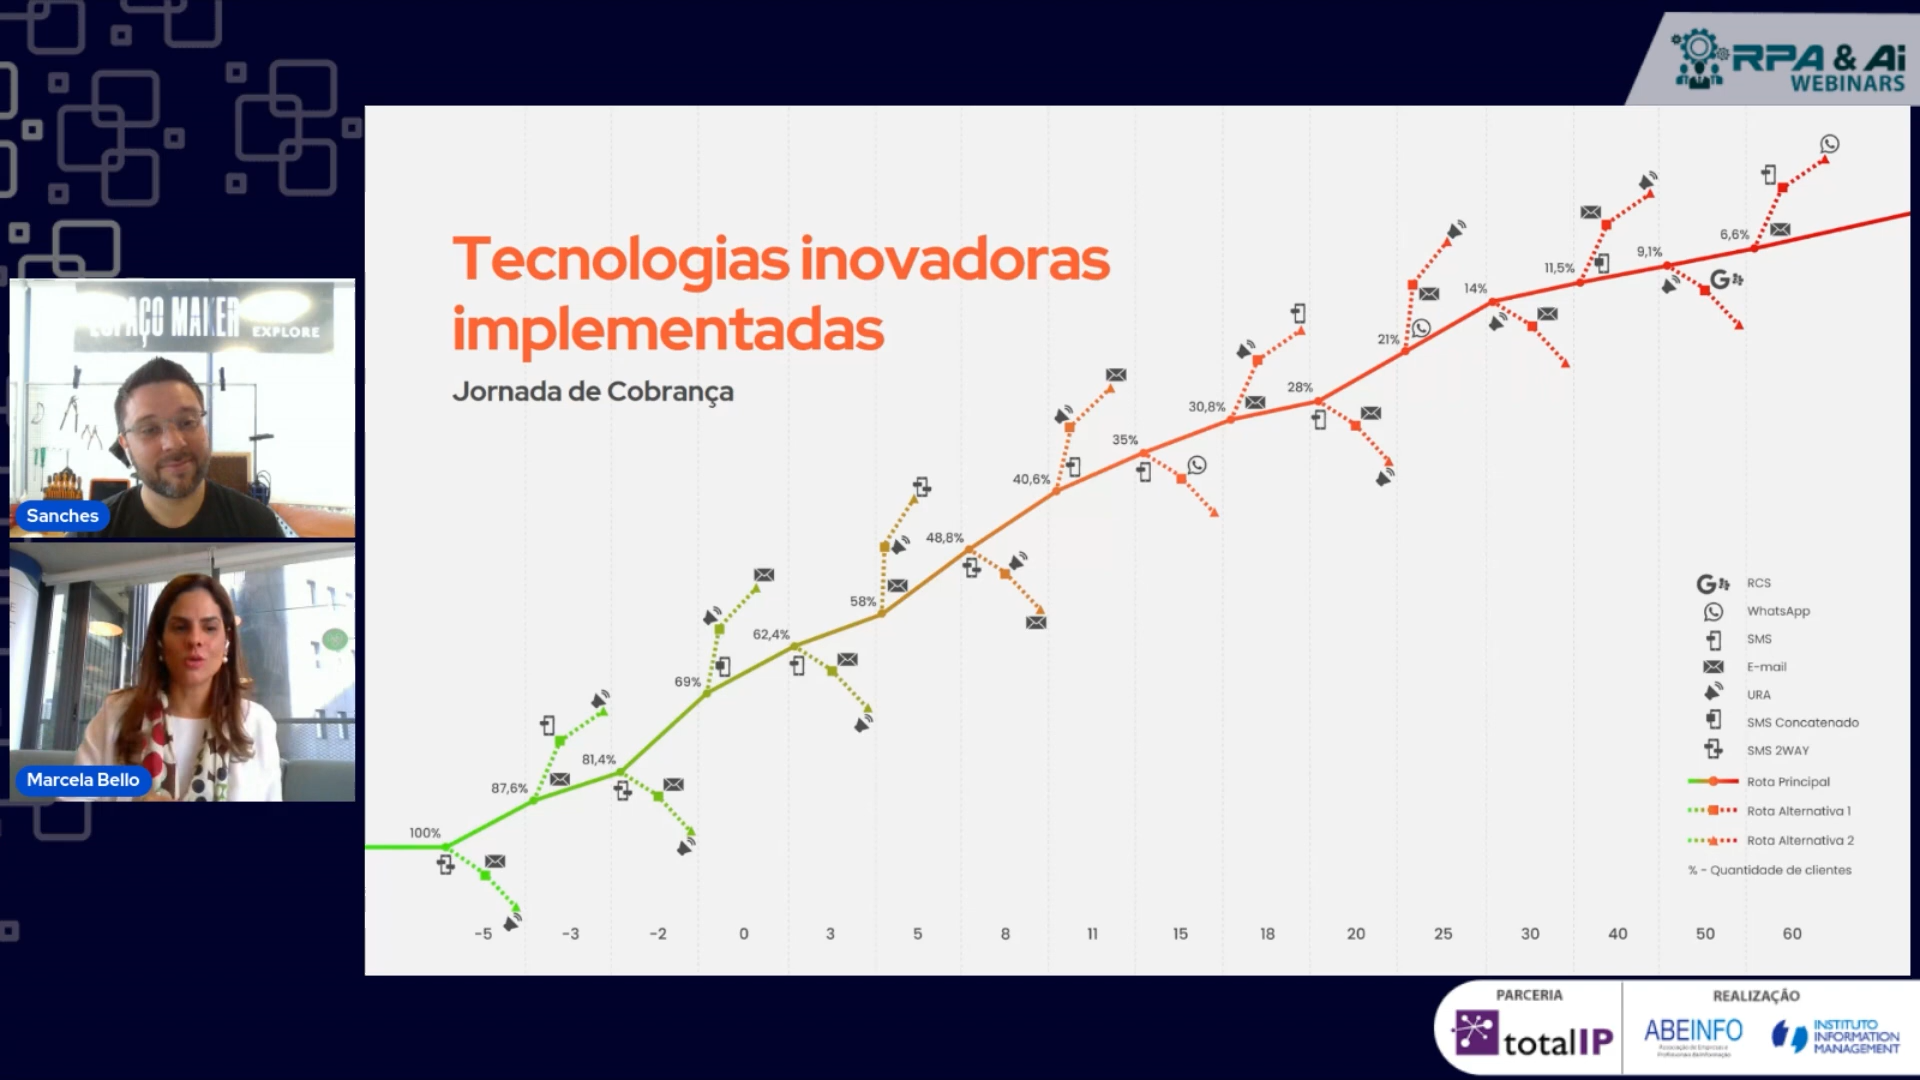 RPA & Ai
WEBINARS
Tecnologias inovadoras
implementadas
Jornada de Cobrança
ESPAÇO MAKER
EXPLORE
Sanches
Marcela Bello
100%
87,6%
81,4%
69%
62,4%
58%
48,8%
40,6%
35%
30,8%
28%
21%
14%
11,5%
9,1%
6,6%
-5
-3
-2
0
3
5
8
11
15
18
20
25
30
40
50
60
RCS
WhatsApp
SMS
E-mail
URA
SMS Concatenado
SMS 2WAY
Rota Principal
Rota Alternativa 1
Rota Alternativa 2
% - Quantidade de clientes
PARCERIA
totalIP
REALIZAÇÃO
ABEINFO
INSTITUTO
INFORMATION
MANAGEMENT